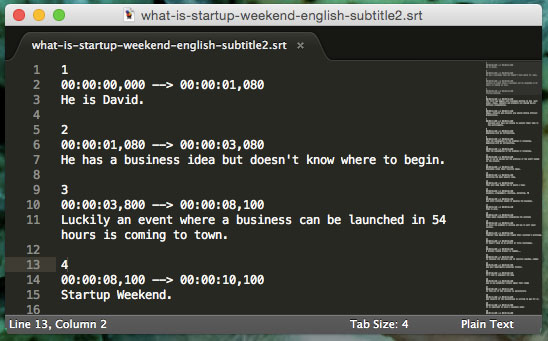 what-is-startup-weekend-english-subtitle2.srt
what-is-startup-weekend-english-subtitle2.srt ×
1 1
2 00:00:00,000 --> 00:00:01,080
3 He is David.
4
5 2
6 00:00:01,080 --> 00:00:03,080
7 He has a business idea but doesn't know where to begin.
8
9 3
10 00:00:03,800 --> 00:00:08,100
11 Luckily an event where a business can be launched in 54
hours is coming to town.
12
13 4
14 00:00:08,100 --> 00:00:10,100
15 Startup Weekend.
16
Line 13, Column 2 Tab Size: 4 Plain Text